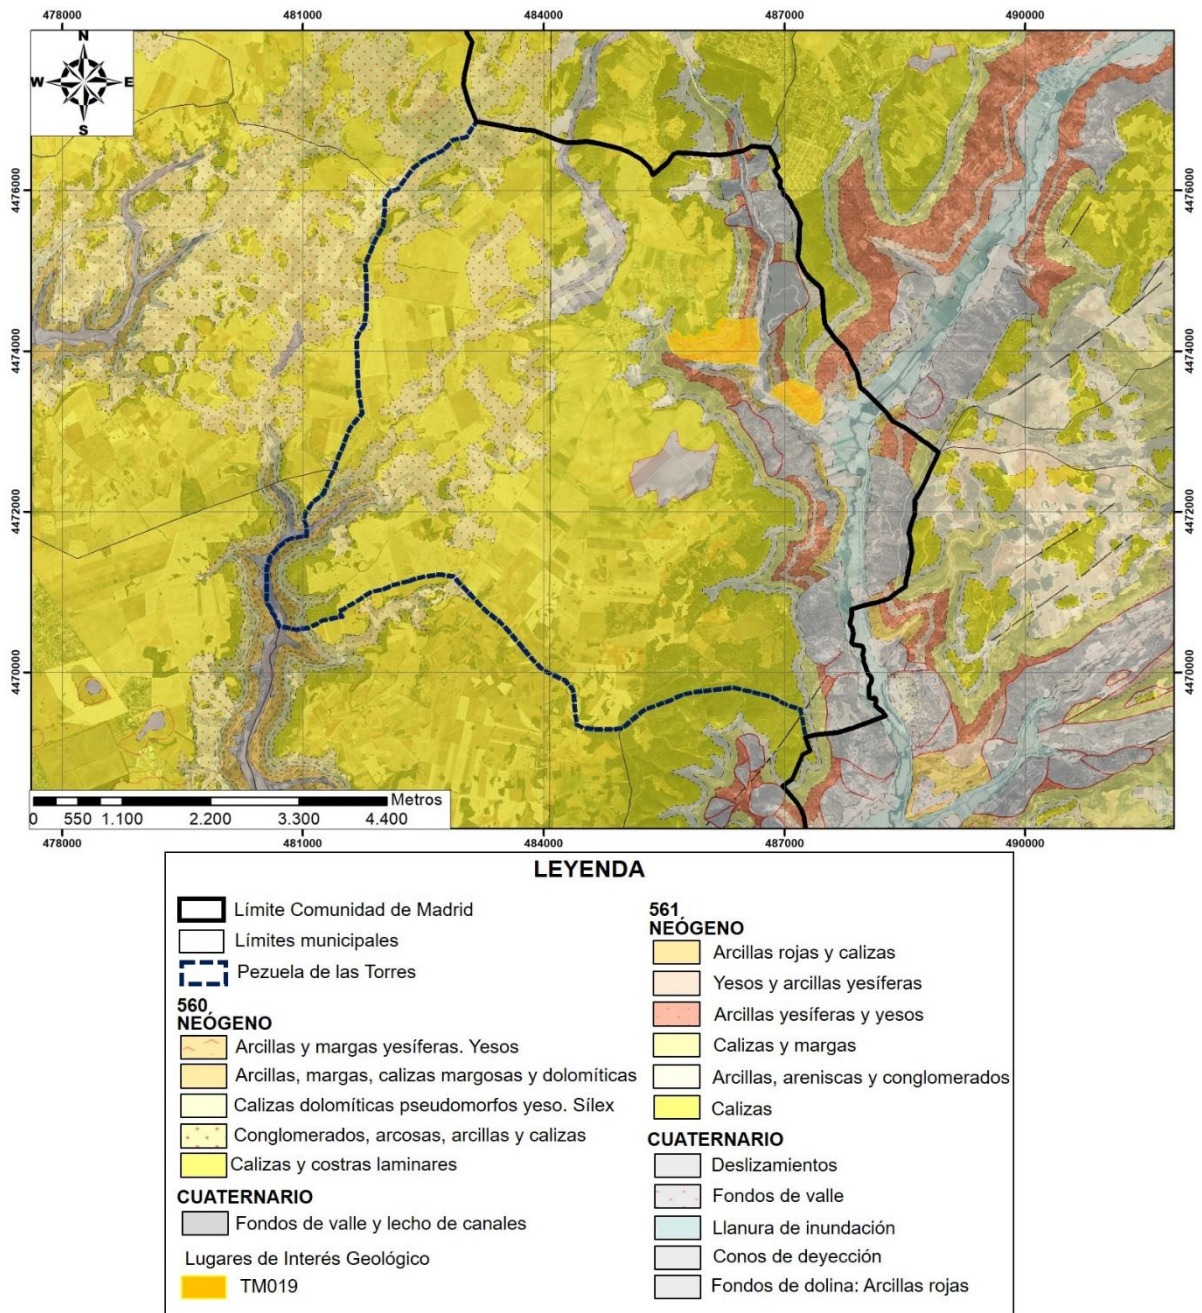 478000 481000 484000 487000 490000
N
W E
S
4476000 4476000
4474000 4474000
4472000 4472000
4470000 4470000
Metros
0 550 1.100 2.200 3.300 4.400
478000 481000 484000 487000 490000
LEYENDA
Límite Comunidad de Madrid
Límites municipales
Pezuela de las Torres
560,
NEÓGENO
Arcillas y margas yesíferas. Yesos
Arcillas, margas, calizas margosas y dolomíticas
Calizas dolomíticas pseudomorfos yeso. Sílex
Conglomerados, arcosas, arcillas y calizas
Calizas y costras laminares
CUATERNARIO
Fondos de valle y lecho de canales
Lugares de Interés Geológico
TM019
561,
NEÓGENO
Arcillas rojas y calizas
Yesos y arcillas yesíferas
Arcillas yesíferas y yesos
Calizas y margas
Arcillas, areniscas y conglomerados
Calizas
CUATERNARIO
Deslizamientos
Fondos de valle
Llanura de inundación
Conos de deyección
Fondos de dolina: Arcillas rojas